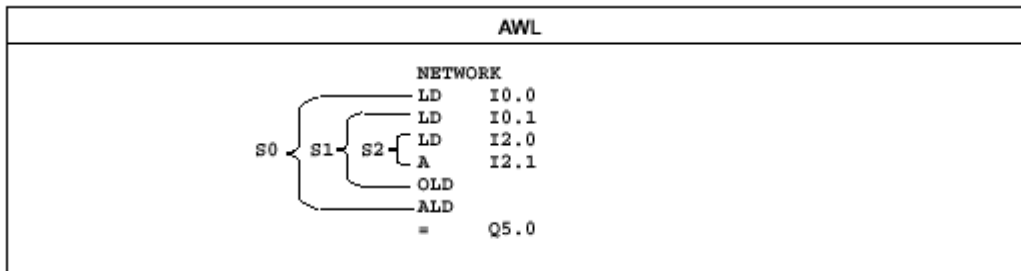 AWL
NETWORK
LD I0.0
LD I0.1
S0 S1 S2 LD I2.0
A I2.1
OLD
ALD
= Q5.0